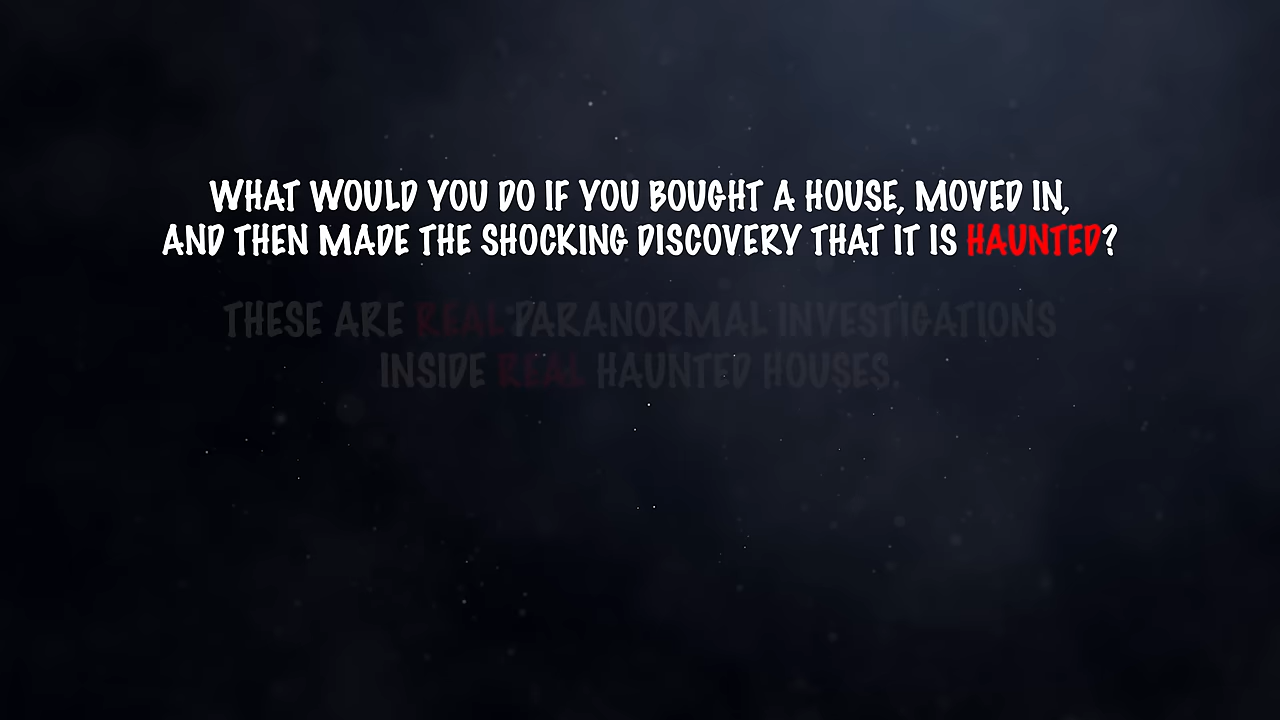 WHAT WOULD YOU DO IF YOU BOUGHT A HOUSE, MOVED IN,
AND THEN MADE THE SHOCKING DISCOVERY THAT IT IS HAUNTED?
THESE ARE REAL PARANORMAL INVESTIGATIONS
INSIDE REAL HAUNTED HOUSES.